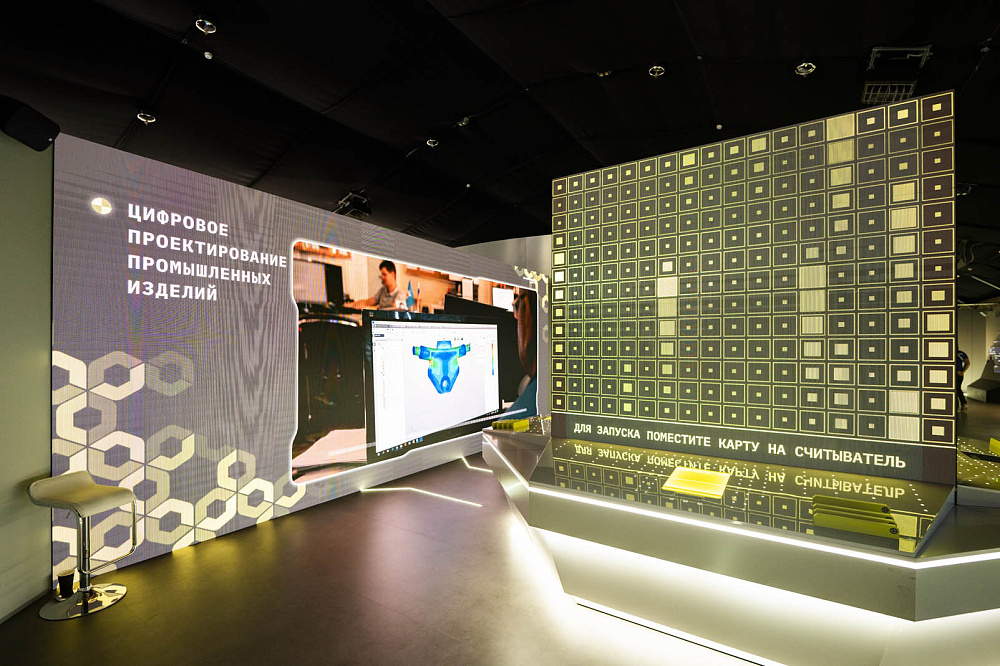 ЦИФРОВОЕ
ПРОЕКТИРОВАНИЕ
ПРОМЫШЛЕННЫХ
ИЗДЕЛИЙ
ДЛЯ ЗАПУСКА ПОМЕСТИТЕ КАРТУ НА СЧИТЫВАТЕЛЬ